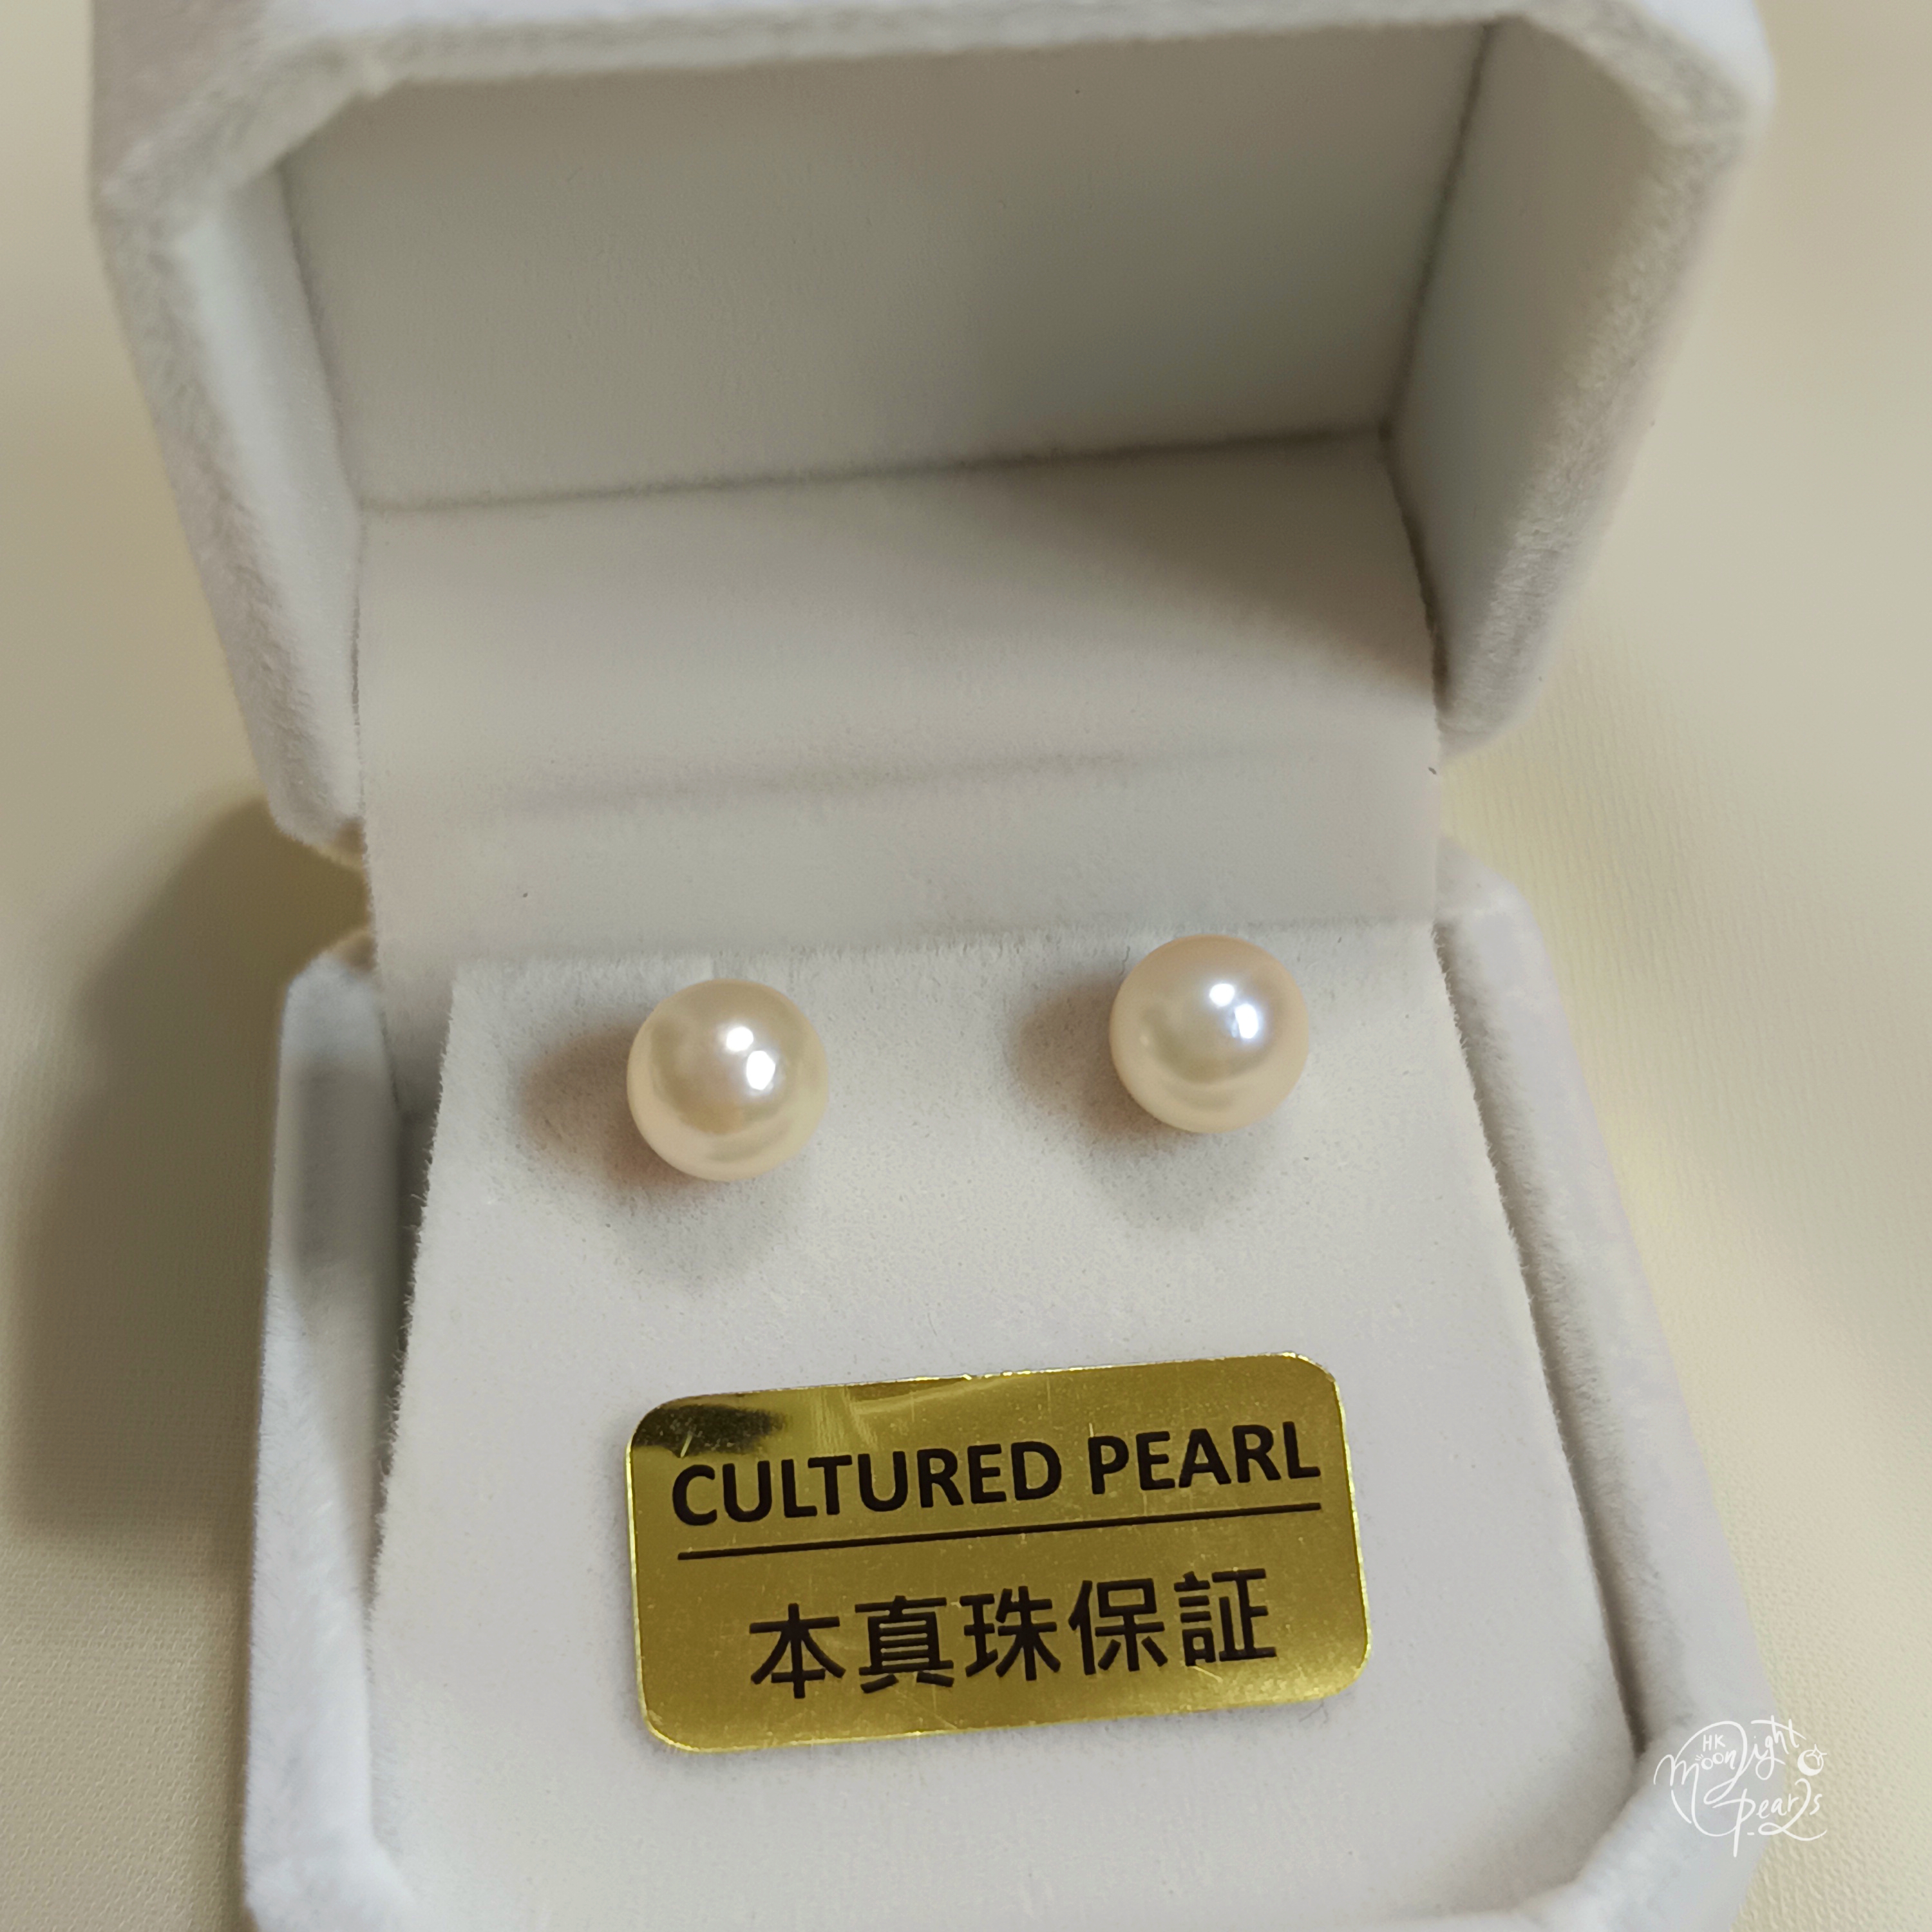 CULTURED PEARL
本真珠保証
HK
Moonlight
Pearls